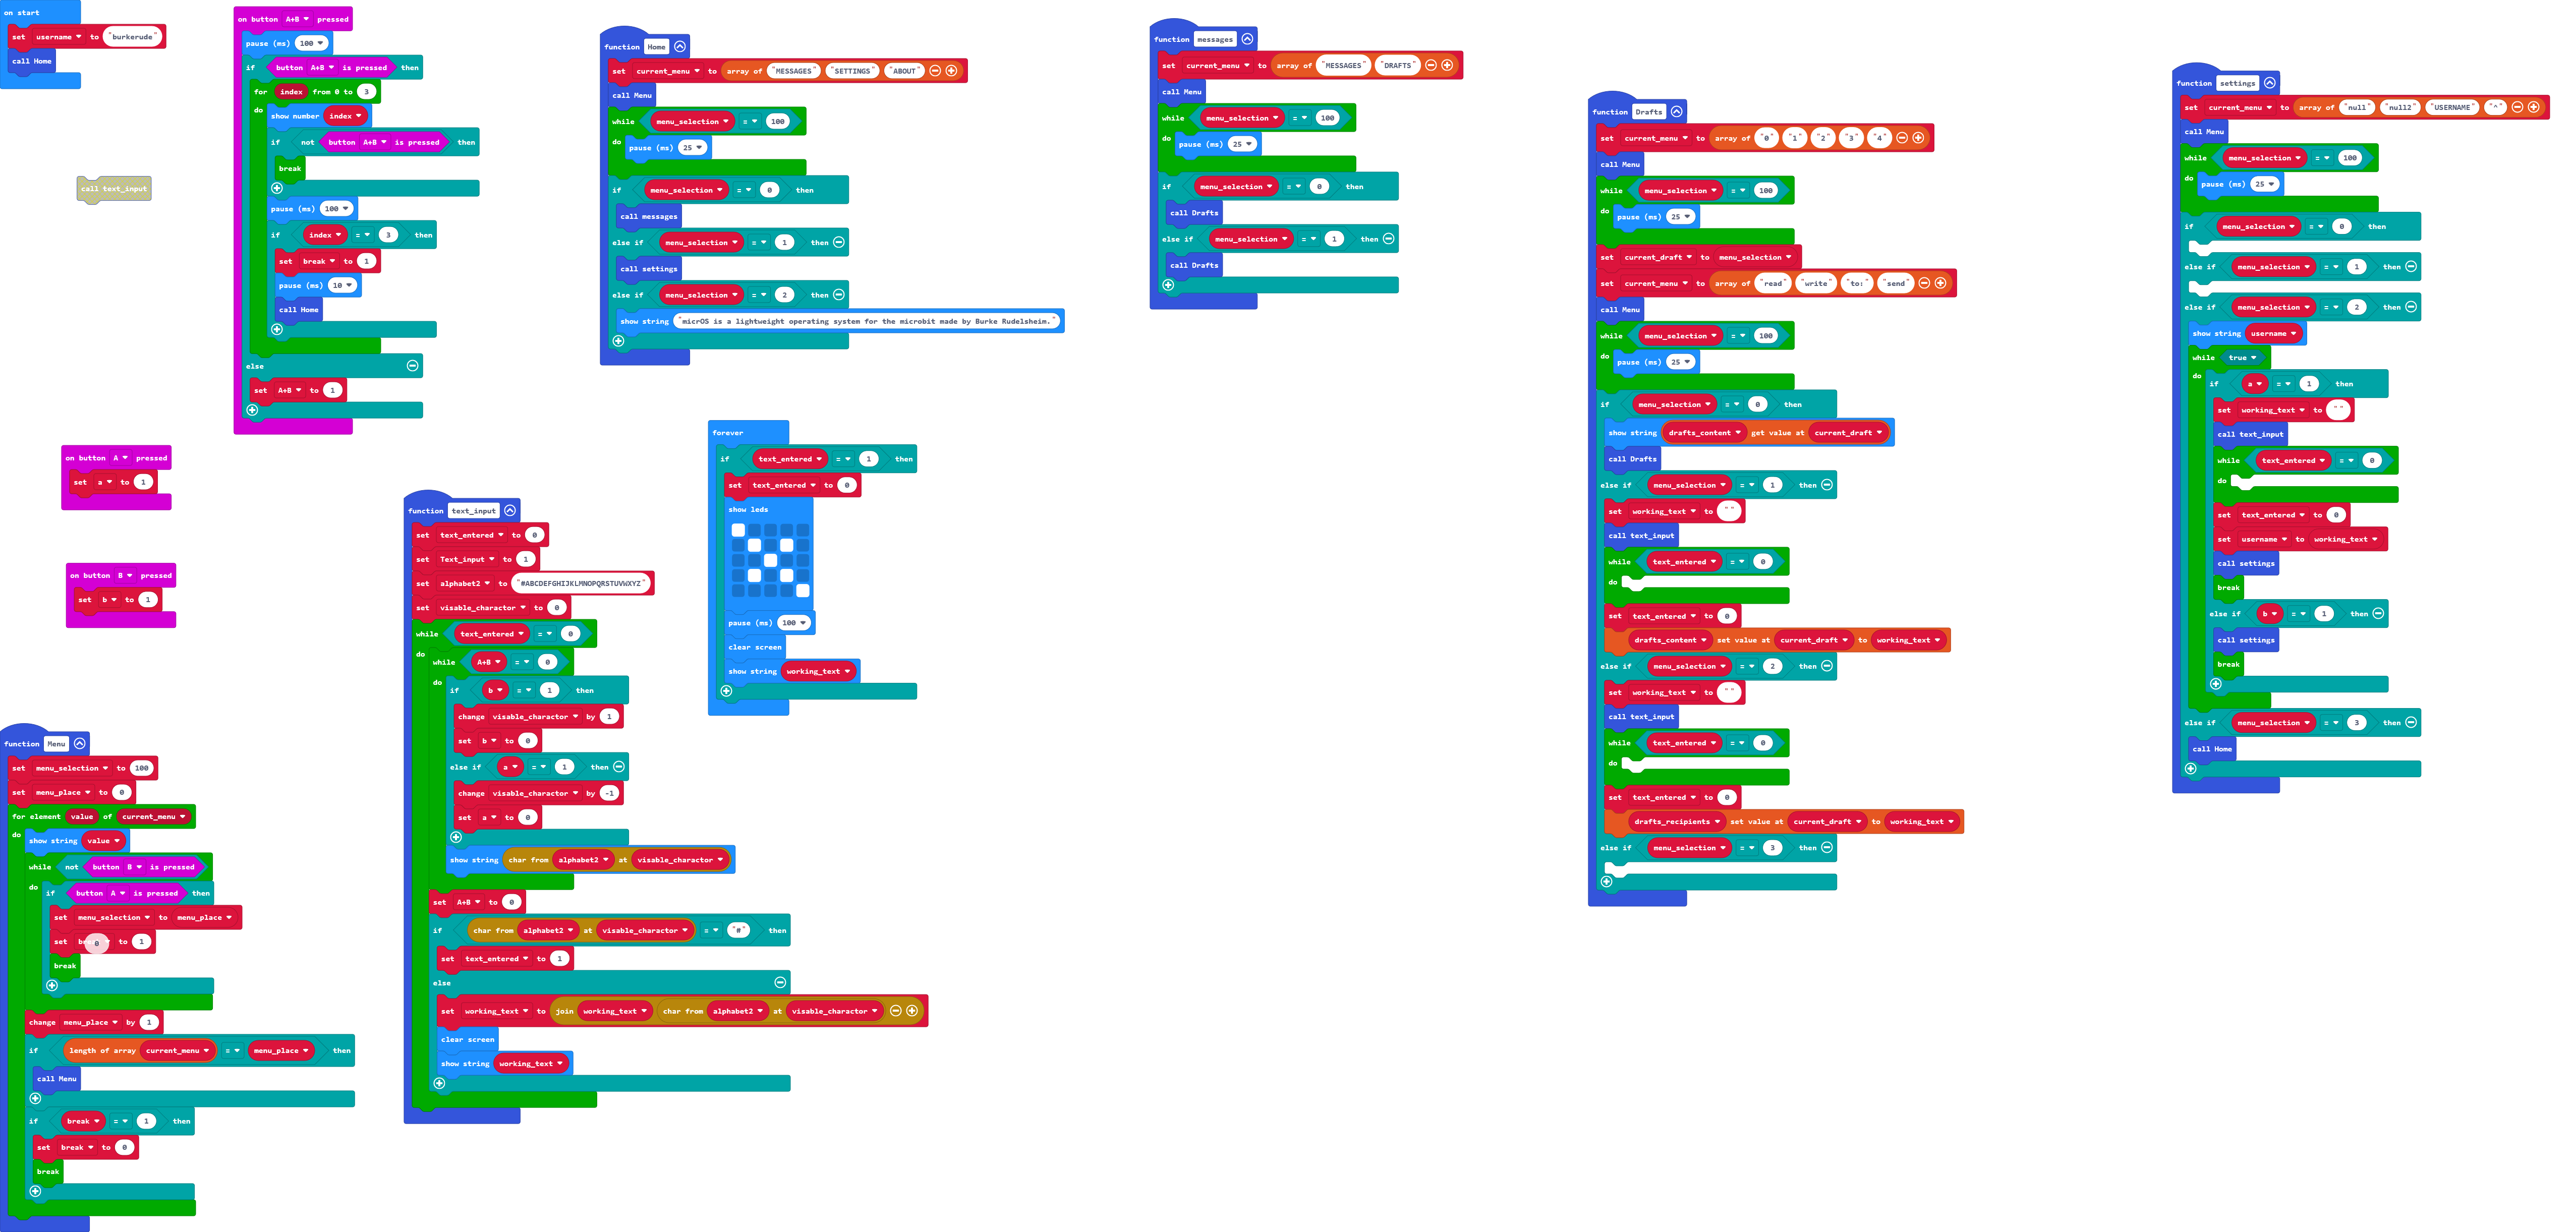 on start
set username to "burkerude"
call Home
call text_input
on button A+B pressed
pause (ms) 100
if button A+B is pressed then
for index from 0 to 3
do
show number index
if not button A+B is pressed then
break
pause (ms) 100
if index = 3 then
set break to 1
pause (ms) 10
call Home
else
set A+B to 1
on button A pressed
set a to 1
on button B pressed
set b to 1
function Menu
set menu_selection to 100
set menu_place to 0
for element value of current_menu
do
show string value
while not button B is pressed
do
if button A is pressed then
set menu_selection to menu_place
set to 1
0
break
change menu_place by 1
if length of array current_menu = menu_place then
call Menu
if break = 1 then
set break to 0
break
function Home
set current_menu to array of "MESSAGES" "SETTINGS" "ABOUT"
call Menu
while menu_selection = 100
do
pause (ms) 25
if menu_selection = 0 then
call messages
else if menu_selection = 1 then
call settings
else if menu_selection = 2 then
show string "micrOS is a lightweight operating system for the microbit made by Burke Rudelsheim."
function text_input
set text_entered to 0
set Text_input to 1
set alphabet2 to "#ABCDEFGHIJKLMNOPQRSTUVWXYZ"
set visable_charactor to 0
while text_entered = 0
do
while A+B = 0
do
if b = 1 then
change visable_charactor by 1
set b to 0
else if a = 1 then
change visable_charactor by -1
set a to 0
show string char from alphabet2 at visable_charactor
set A+B to 0
if char from alphabet2 at visable_charactor = "#" then
set text_entered to 1
else
set working_text to join working_text char from alphabet2 at visable_charactor
clear screen
show string working_text
forever
if text_entered = 1 then
set text_entered to 0
show leds
pause (ms) 100
clear screen
show string working_text
function messages
set current_menu to array of "MESSAGES" "DRAFTS"
call Menu
while menu_selection = 100
do
pause (ms) 25
if menu_selection = 0 then
call Drafts
else if menu_selection = 1 then
call Drafts
function Drafts
set current_menu to array of "0" "1" "2" "3" "4"
call Menu
while menu_selection = 100
do
pause (ms) 25
set current_draft to menu_selection
set current_menu to array of "read" "write" "to:" "send"
call Menu
while menu_selection = 100
do
pause (ms) 25
if menu_selection = 0 then
show string drafts_content get value at current_draft
call Drafts
else if menu_selection = 1 then
set working_text to ""
call text_input
while text_entered = 0
do
set text_entered to 0
drafts_content set value at current_draft to working_text
else if menu_selection = 2 then
set working_text to ""
call text_input
while text_entered = 0
do
set text_entered to 0
drafts_recipients set value at current_draft to working_text
else if menu_selection = 3 then
function settings
set current_menu to array of "null" "null2" "USERNAME" "^"
call Menu
while menu_selection = 100
do
pause (ms) 25
if menu_selection = 0 then
else if menu_selection = 1 then
else if menu_selection = 2 then
show string username
while true
do
if a = 1 then
set working_text to ""
call text_input
while text_entered = 0
do
set text_entered to 0
set username to working_text
call settings
break
else if b = 1 then
call settings
break
else if menu_selection = 3 then
call Home